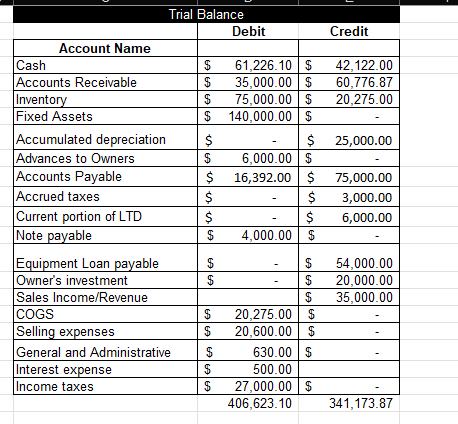 Trial Balance
Debit Credit
Account Name
Cash $ 61,226.10 $ 42,122.00
Accounts Receivable $ 35,000.00 $ 60,776.87
Inventory $ 75,000.00 $ 20,275.00
Fixed Assets $ 140,000.00 $ -
Accumulated depreciation $ - $ 25,000.00
Advances to Owners $ 6,000.00 $ -
Accounts Payable $ 16,392.00 $ 75,000.00
Accrued taxes $ - $ 3,000.00
Current portion of LTD $ - $ 6,000.00
Note payable $ 4,000.00 $ -
Equipment Loan payable $ - $ 54,000.00
Owner's investment $ - $ 20,000.00
Sales Income/Revenue $ 35,000.00
COGS $ 20,275.00 $ -
Selling expenses $ 20,600.00 $ -
General and Administrative $ 630.00 $ -
Interest expense $ 500.00
Income taxes $ 27,000.00 $ -
406,623.10 341,173.87